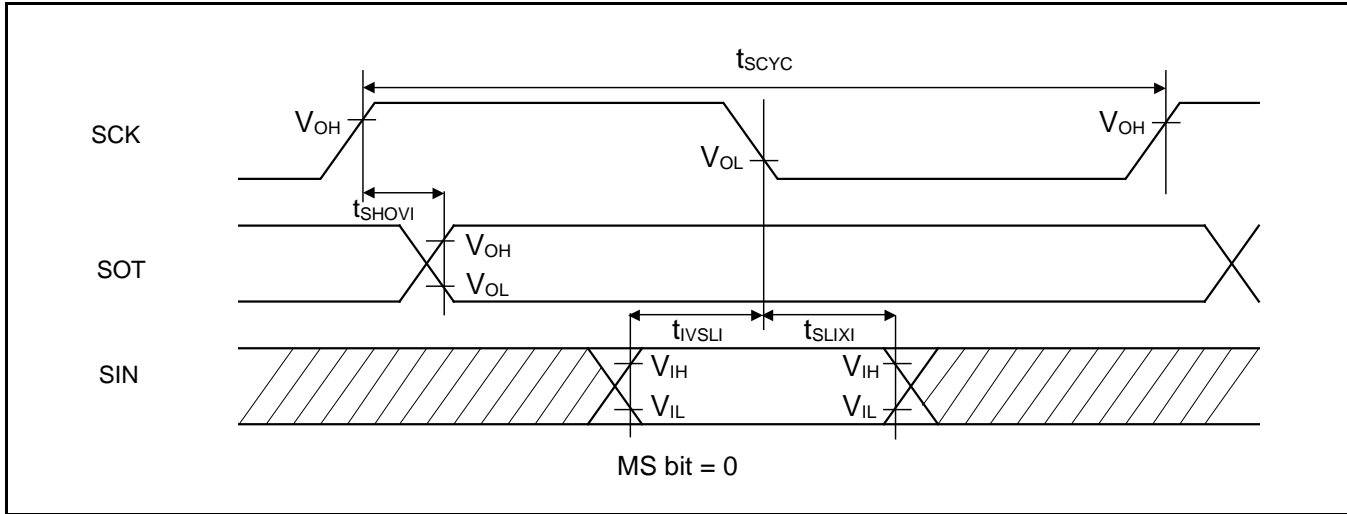 tSCYC
SCK
VOH
VOH
VOL
tSHOVI
SOT
VOH
VOL
tIVSLI
tSLIXI
SIN
VIH
VIH
VIL
VIL
MS bit = 0